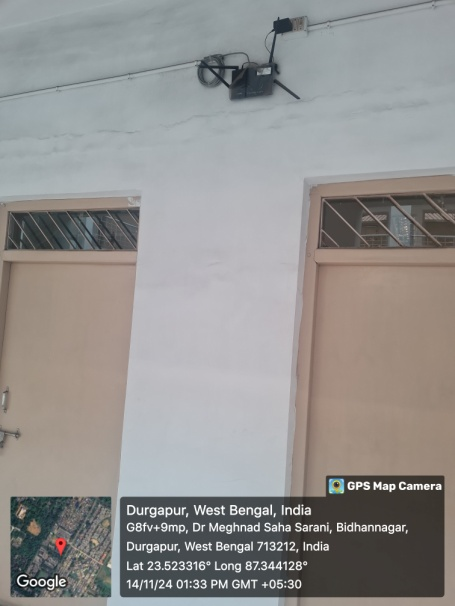 GPS Map Camera
Durgapur, West Bengal, India
G8fv+9mp, Dr Meghnad Saha Sarani, Bidhannagar,
Durgapur, West Bengal 713212, India
Lat 23.523316° Long 87.344128°
14/11/24 01:33 PM GMT +05:30
Google